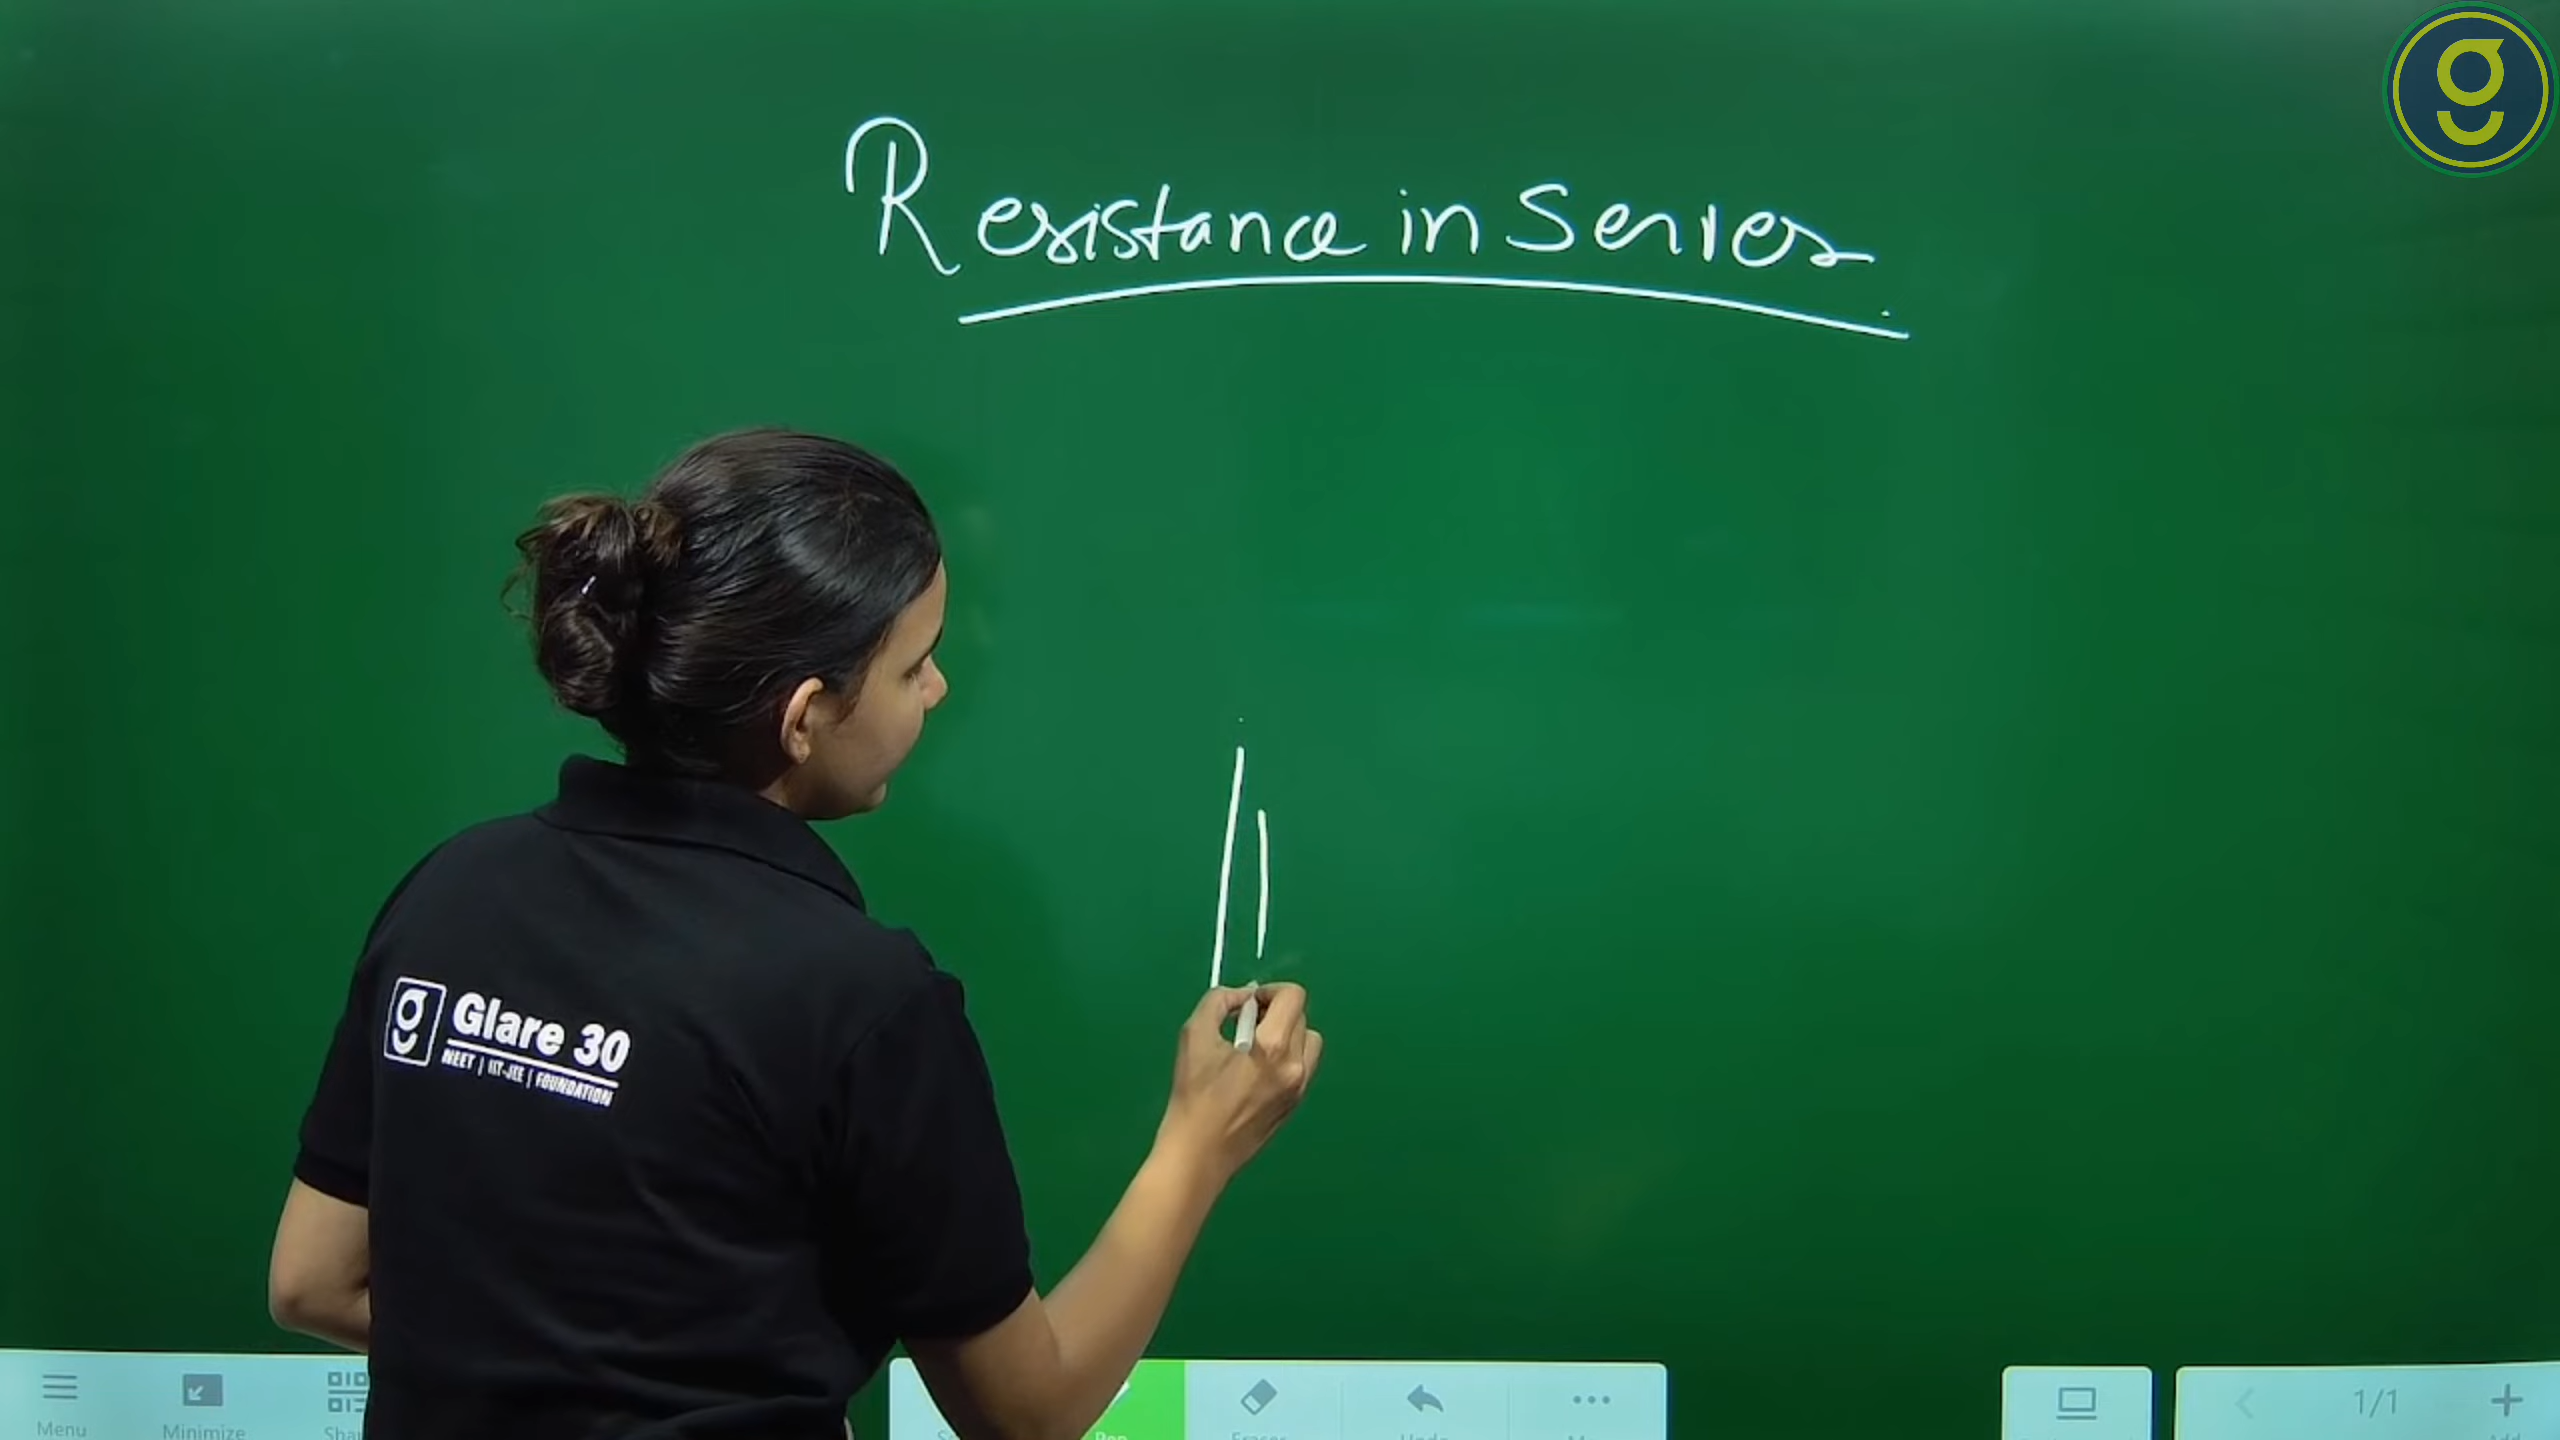 Resistance in Series
Glare 30
NEET | IIT-JEE | FOUNDATION
Menu
Minimize
1/1